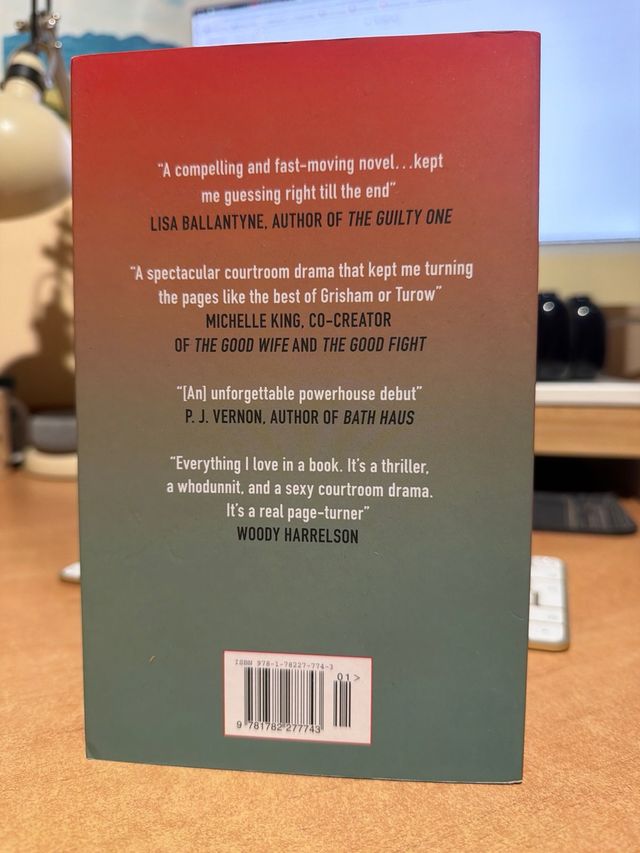 “A compelling and fast-moving novel...kept
me guessing right till the end”
LISA BALLANTYNE, AUTHOR OF THE GUILTY ONE
“A spectacular courtroom drama that kept me turning
the pages like the best of Grisham or Turow”
MICHELLE KING, CO-CREATOR
OF THE GOOD WIFE AND THE GOOD FIGHT
“[An] unforgettable powerhouse debut”
P. J. VERNON, AUTHOR OF BATH HAUS
“Everything I love in a book. It’s a thriller,
a whodunnit, and a sexy courtroom drama.
It’s a real page-turner”
WOODY HARRELSON
ISBN 978-1-78227-774-3
01>
9 781782 277743